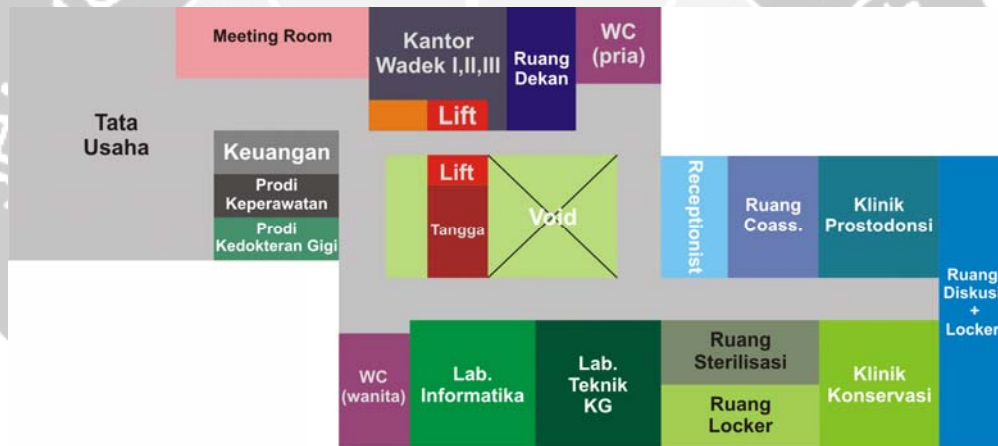 Meeting Room
Kantor
Wadek I,II,III
Ruang
Dekan
WC
(pria)
Lift
Tata
Usaha
Keuangan
Prodi
Keperawatan
Prodi
Kedokteran Gigi
Lift
Tangga
Void
Receptionist
Ruang
Coass.
Klinik
Prostodonsi
Ruang
Diskusi
+
Locker
WC
(wanita)
Lab.
Informatika
Lab.
Teknik
KG
Ruang
Sterilisasi
Ruang
Locker
Klinik
Konservasi